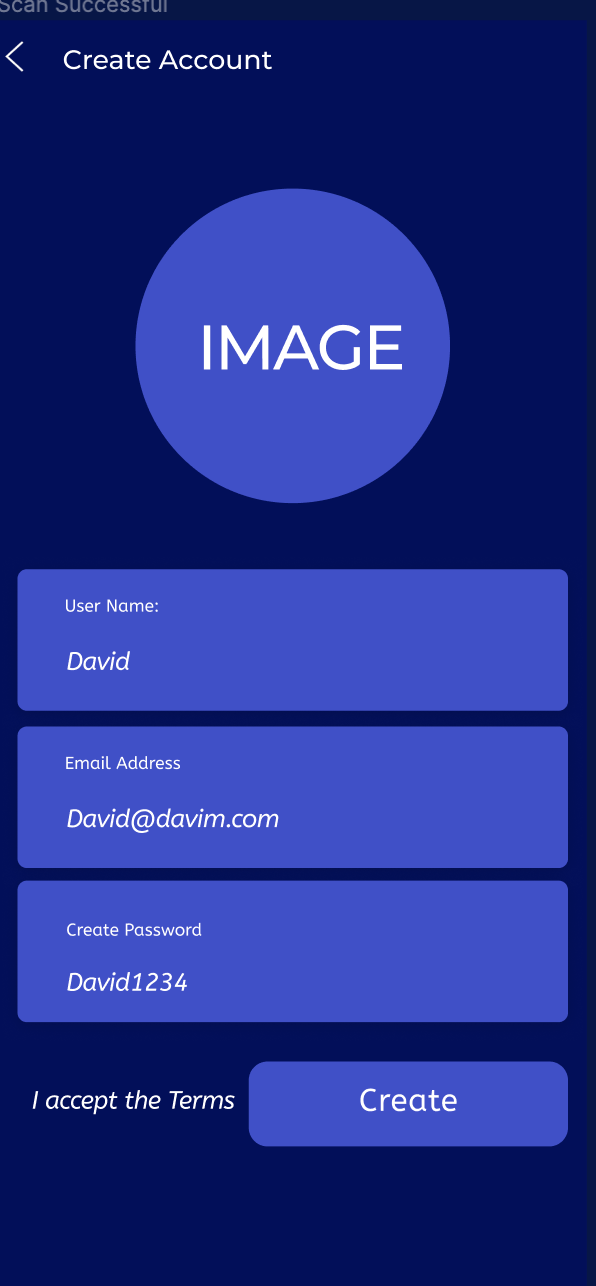 Scan Successful
Create Account
IMAGE
User Name:
David
Email Address
David@davim.com
Create Password
David1234
I accept the Terms
Create